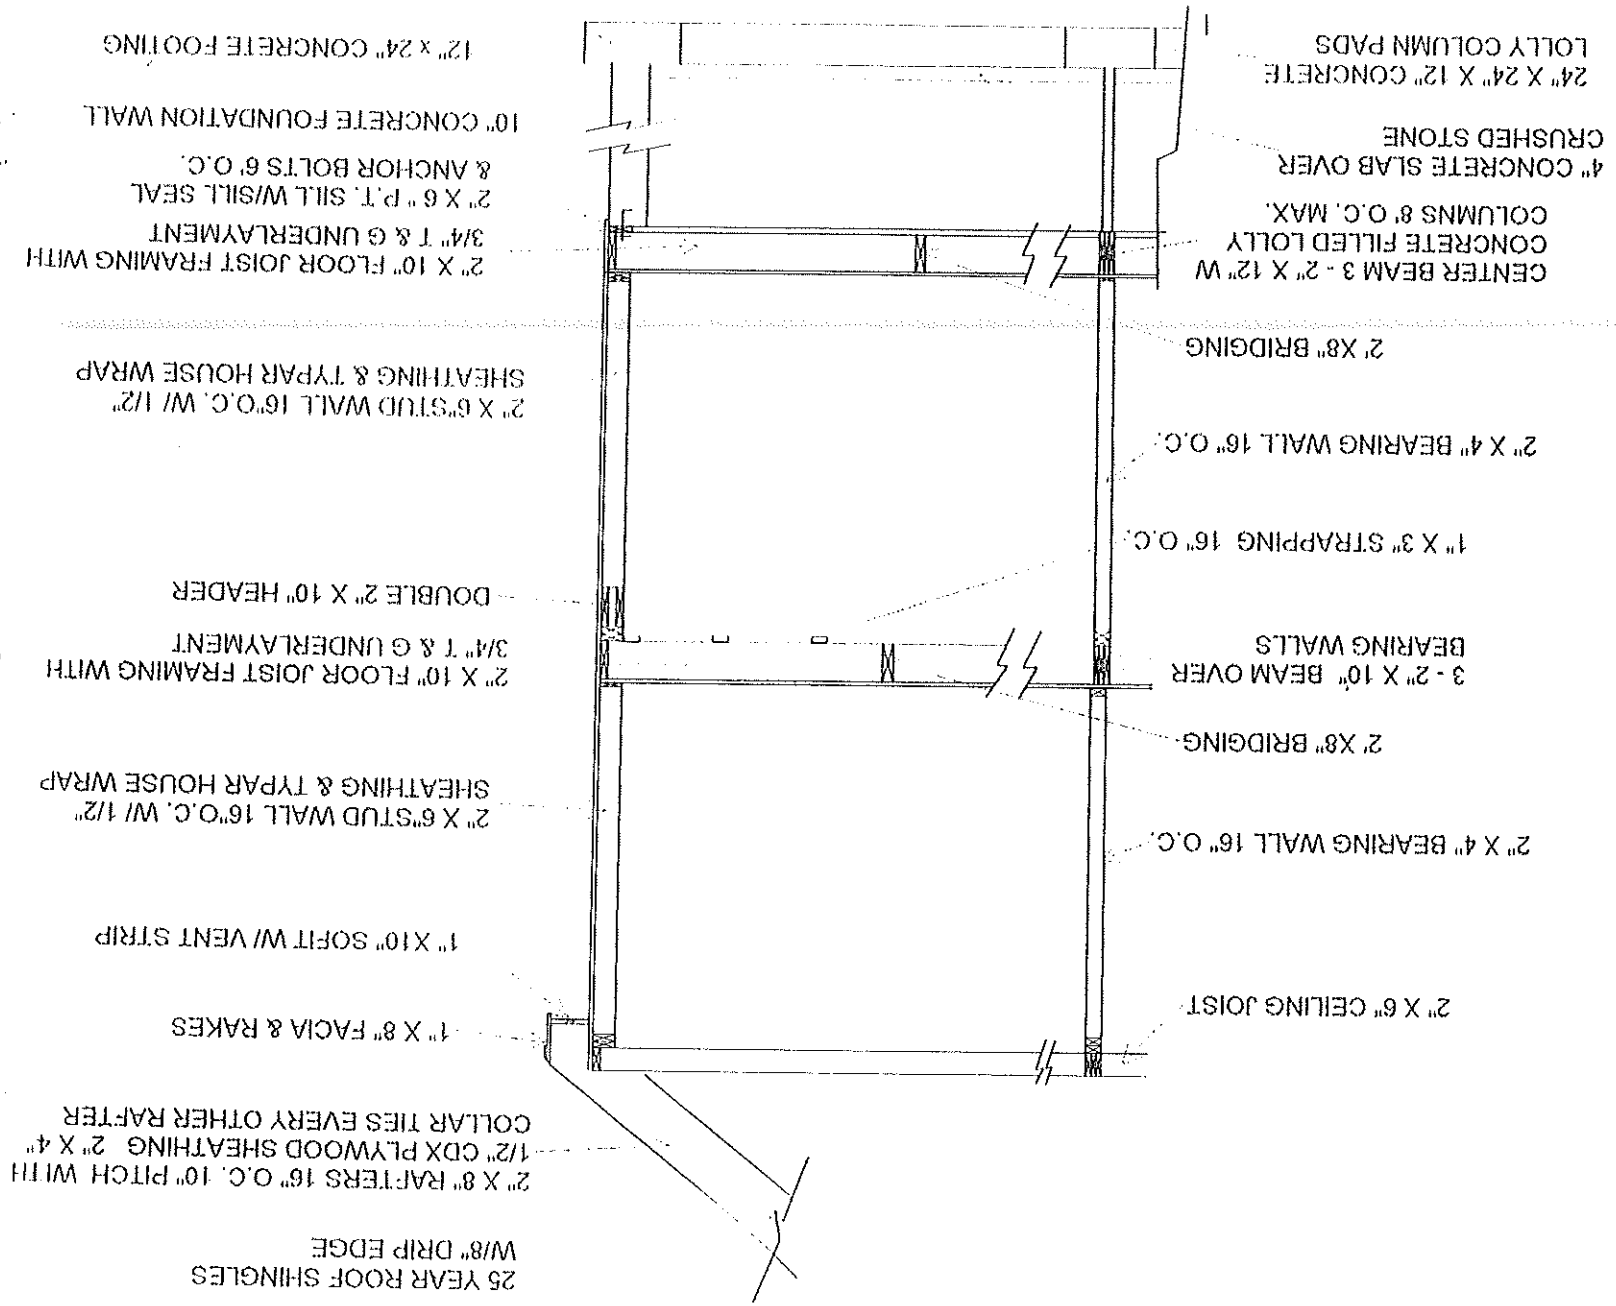 25 YEAR ROOF SHINGLES
W/8" DRIP EDGE
2" X 8" RAFTERS 16" O.C. 10" PITCH WITH
1/2" CDX PLYWOOD SHEATHING 2" X 4"
COLLAR TIES EVERY OTHER RAFTER
1" X 8" FACIA & RAKES
1" X10" SOFIT W/ VENT STRIP
2" X 6"STUD WALL 16"O.C. W/ 1/2"
SHEATHING & TYPAR HOUSE WRAP
2" X 10" FLOOR JOIST FRAMING WITH
3/4" T & G UNDERLAYMENT
DOUBLE 2" X 10" HEADER
2" X 6"STUD WALL 16"O.C. W/ 1/2"
SHEATHING & TYPAR HOUSE WRAP
2" X 10" FLOOR JOIST FRAMING WITH
3/4" T & G UNDERLAYMENT
2" X 6 " P.T. SILL W/SILL SEAL
& ANCHOR BOLTS 6' O.C.
10" CONCRETE FOUNDATION WALL
12" x 24" CONCRETE FOOTING
2" X 6" CEILING JOIST
2" X 4" BEARING WALL 16" O.C.
2' X8" BRIDGING
3 - 2" X 10" BEAM OVER
BEARING WALLS
1" X 3" STRAPPING 16" O.C.
2" X 4" BEARING WALL 16" O.C.
2' X8" BRIDGING
CENTER BEAM 3 - 2" X 12" W
CONCRETE FILLED LOLLY
COLUMNS 8' O.C. MAX.
4" CONCRETE SLAB OVER
CRUSHED STONE
24" X 24" X 12" CONCRETE
LOLLY COLUMN PADS